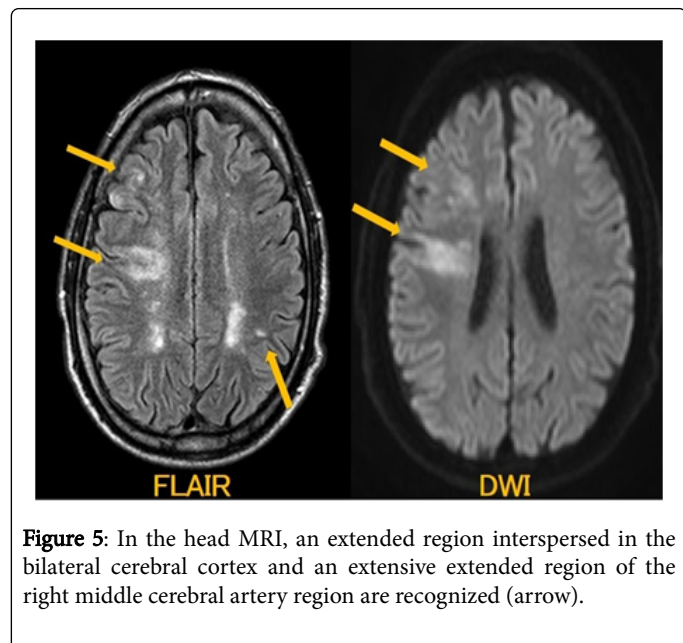 FLAIR
DWI
Figure 5: In the head MRI, an extended region interspersed in the
bilateral cerebral cortex and an extensive extended region of the
right middle cerebral artery region are recognized (arrow).